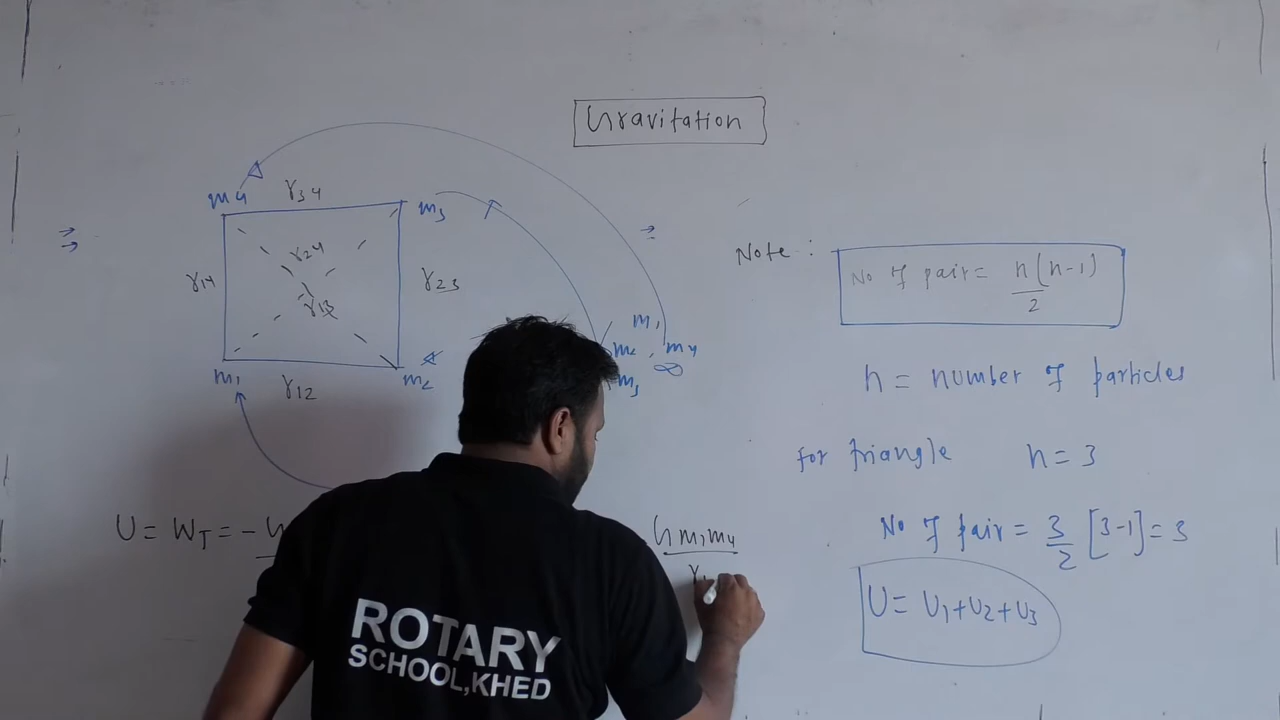 Gravitation
m4 r34 m3
r24
r14 r13 r23
m1 r12 m2
m1
m2, m4
m3 ∞
U = WT = -G
Gm1m4
r1
Note :
No of pair = n(n-1)
2
n = number of particles
for triangle n = 3
No of pair = 3/2 [3-1] = 3
U = U1+U2+U3
ROTARY
SCHOOL,KHED